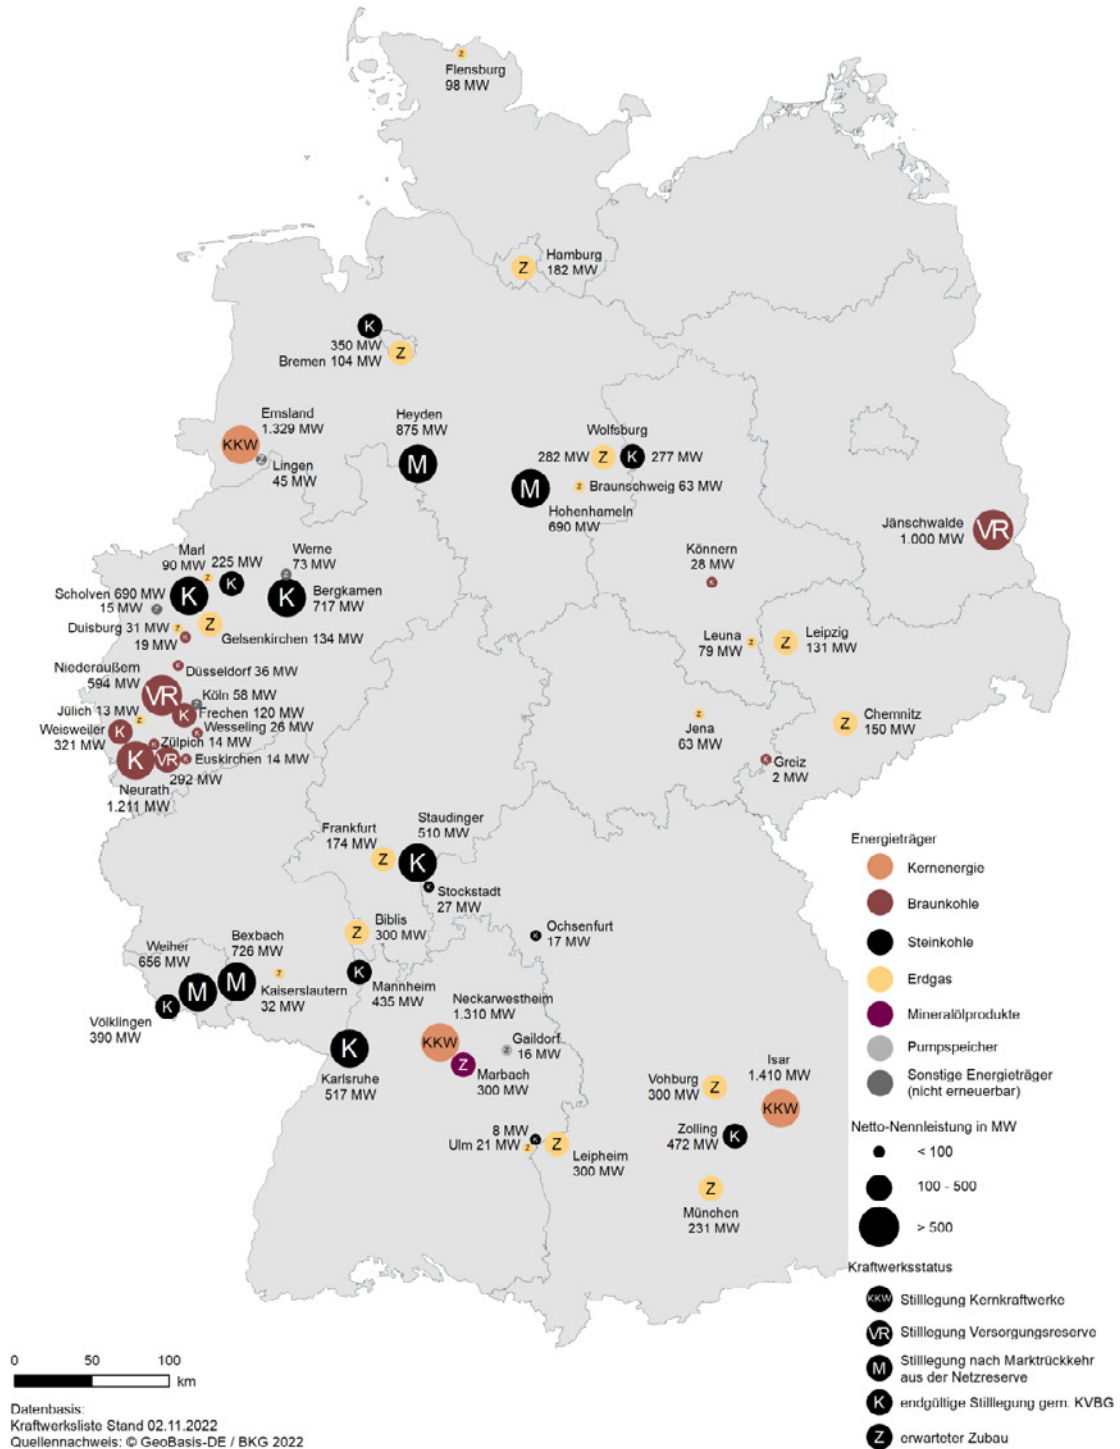 Z
Flensburg
98 MW
Z
Hamburg
182 MW
K
350 MW
Z
Bremen 104 MW
Emsland
1.329 MW
KKW
Z
Lingen
45 MW
Heyden
875 MW
M
Wolfsburg
282 MW Z K 277 MW
Z Braunschweig 63 MW
M
Hohenhameln
690 MW
Jänschwalde
1.000 MW
VR
Könnern
28 MW
K
Marl
90 MW
Z
225 MW
K
Werne
73 MW
Z
Scholven 690 MW
K
K
Bergkamen
717 MW
15 MW
Z
Duisburg 31 MW
Z
Z
Gelsenkirchen 134 MW
19 MW
K
K
Düsseldorf 36 MW
Leuna
79 MW
Z
Z
Leipzig
131 MW
Niederaußem
594 MW
VR
Z
Köln 58 MW
K
Frechen 120 MW
Jülich 13 MW
Z
Weisweiler
321 MW
K
K
Wesseling 26 MW
K
Zülpich 14 MW
K
VR
K
Euskirchen 14 MW
292 MW
Neurath
1.211 MW
Z
Jena
63 MW
Z
Chemnitz
150 MW
K
Greiz
2 MW
Frankfurt
174 MW
Z
Staudinger
510 MW
K
K
Stockstadt
27 MW
Z
Biblis
300 MW
K
Ochsenfurt
17 MW
Weiher
656 MW
M
Bexbach
726 MW
M
Z
Kaiserslautern
32 MW
K
Mannheim
435 MW
K
Völklingen
390 MW
K
Karlsruhe
517 MW
Neckarwestheim
1.310 MW
KKW
Z
Gaildorf
16 MW
Z
Marbach
300 MW
Vohburg
300 MW
Z
Isar
1.410 MW
KKW
Zolling
472 MW
K
8 MW
K
Ulm 21 MW
Z
Z
Leipheim
300 MW
Z
München
231 MW
Energieträger
Kernenergie
Braunkohle
Steinkohle
Erdgas
Mineralölprodukte
Pumpspeicher
Sonstige Energieträger
(nicht erneuerbar)
Netto-Nennleistung in MW
< 100
100 - 500
> 500
Kraftwerksstatus
KKW Stilllegung Kernkraftwerke
VR Stilllegung Versorgungsreserve
M Stilllegung nach Marktrückkehr
aus der Netzreserve
K endgültige Stilllegung gem. KVBG
Z erwarteter Zubau
0 50 100
km
Datenbasis:
Kraftwerksliste Stand 02.11.2022
Quellennachweis: © GeoBasis-DE / BKG 2022